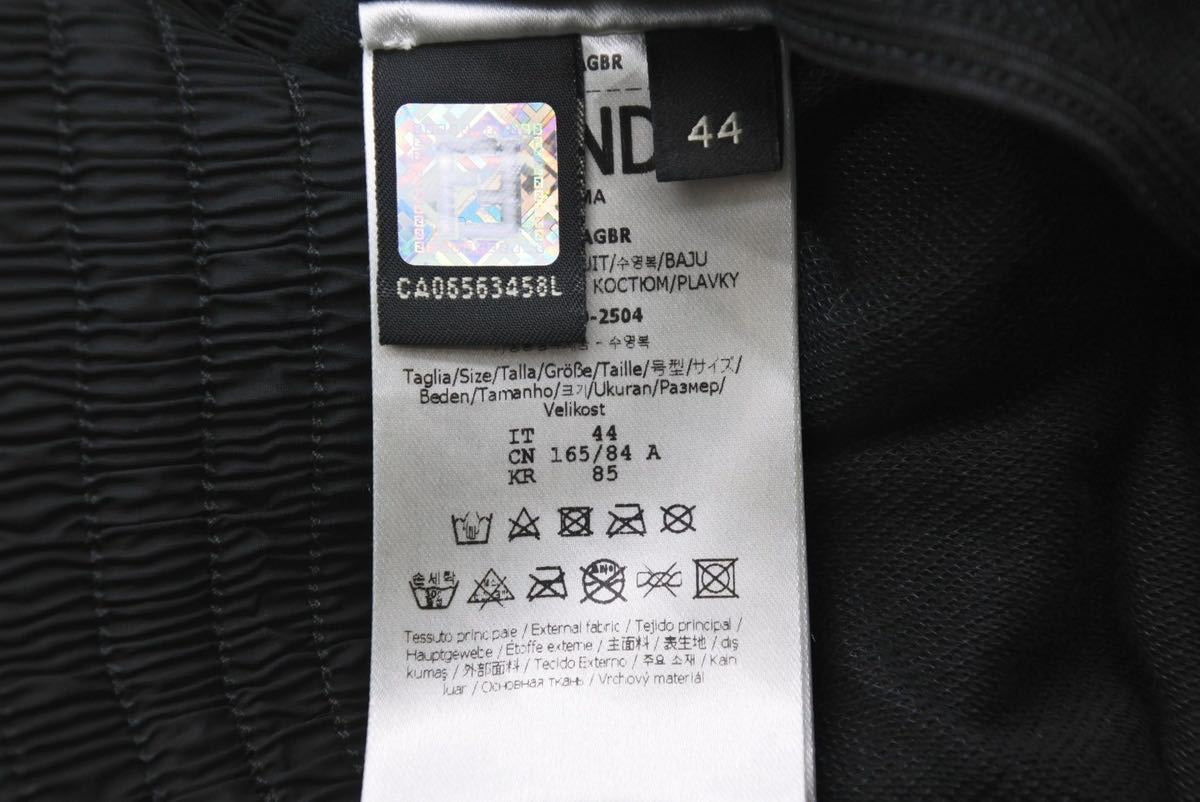 AGBR
ND
44
MA
AGBR
UIT/수영복/BAJU
CA06563458L
КОСТЮМ/PLAVKY
-2504
- 수영복
Taglia/Size/Talla/Größe/Taille/号型/サイズ/
Beden/Tamanho/크기/Ukuran/Размер/
Velikost
IT 44
CN 165/84 A
KR 85
손세탁
Tessuto principale / External fabric / Tejido principal /
Hauptgewebe / Étoffe externe / 主面料 / 表生地 / dış
kumaş / 外部面料 / Tecido Externo / 주요 소재 / Kain
luar / Основная ткань / Vrchový materiál